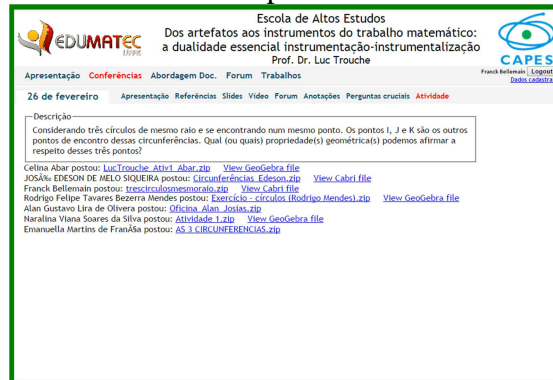 Escola de Altos Estudos
Dos artefatos aos instrumentos do trabalho matemático:
a dualidade essencial instrumentação-instrumentalização
Prof. Dr. Luc Trouche
EDUMATEC
UFPE
CAPES
Apresentação Conferências Abordagem Doc. Forum Trabalhos
Franck Bellemain Logout
Dados cadastra
26 de fevereiro Apresentação Referências Slides Video Forum Anotações Perguntas cruciais Atividade
Descrição
Considerando três círculos de mesmo raio e se encontrando num mesmo ponto. Os pontos I, J e K são os outros
pontos de encontro dessas circunferências. Qual (ou quais) propriedade(s) geométrica(s) podemos afirmar a
respeito desses três pontos?
Celina Abar postou: LucTrouche_Ativ1_Abar.zip View GeoGebra file
JOSÃ‰ EDESON DE MELO SIQUEIRA postou: Circunferências_Edeson.zip View Cabri file
Franck Bellemain postou: trescirculosmesmoraio.zip View Cabri file
Rodrigo Felipe Tavares Bezerra Mendes postou: Exercício - círculos (Rodrigo Mendes).zip View GeoGebra file
Alan Gustavo Lira de Olivera postou: Oficina_Alan_Josias.zip
Naralina Viana Soares da Silva postou: Atividade 1.zip View GeoGebra file
Emanuella Martins de FranÃ§a postou: AS 3 CIRCUNFERENCIAS.zip